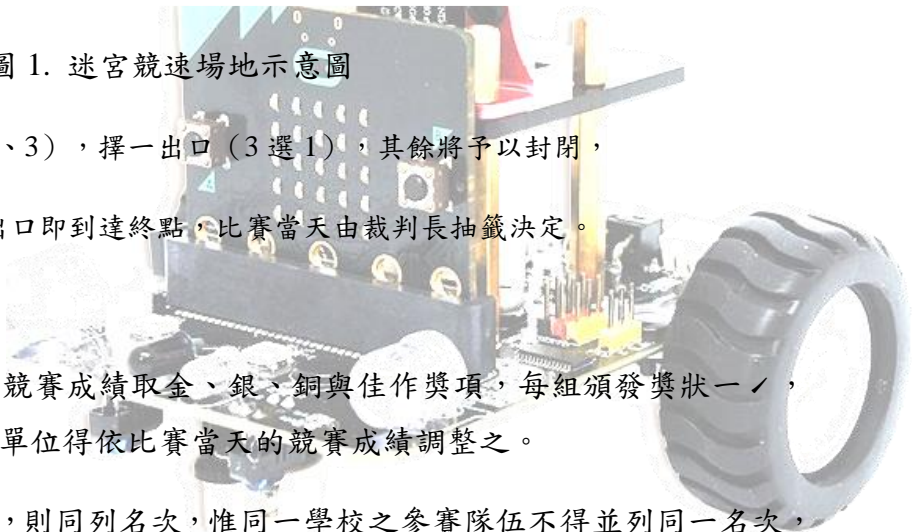 圖 1. 迷宮競速場地示意圖
、3），擇一出口（3 選 1），其餘將予以封閉，
出口即到達終點，比賽當天由裁判長抽籤決定。
競賽成績取金、銀、銅與佳作獎項，每組頒發獎狀一✓，
單位得依比賽當天的競賽成績調整之。
，則同列名次，惟同一學校之參賽隊伍不得並列同一名次，